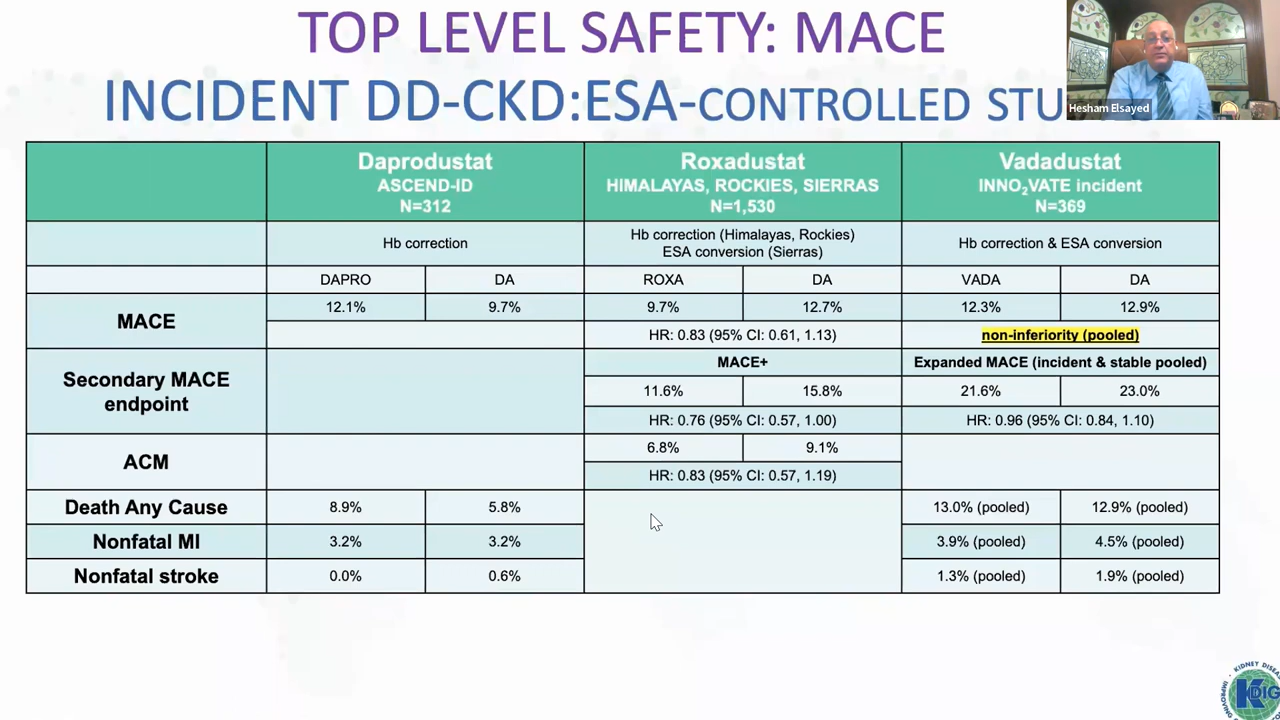 TOP LEVEL SAFETY: MACE
INCIDENT DD-CKD:ESA-CONTROLLED STU
Hesham Elsayed
Daprodustat
ASCEND-ID
N=312
Roxadustat
HIMALAYAS, ROCKIES, SIERRAS
N=1,530
Vadadustat
INNO₂VATE incident
N=369
Hb correction
Hb correction (Himalayas, Rockies)
ESA conversion (Sierras)
Hb correction & ESA conversion
DAPRO DA ROXA DA VADA DA
MACE
12.1% 9.7% 9.7% 12.7% 12.3% 12.9%
HR: 0.83 (95% CI: 0.61, 1.13) non-inferiority (pooled)
Secondary MACE
endpoint
MACE+ Expanded MACE (incident & stable pooled)
11.6% 15.8% 21.6% 23.0%
HR: 0.76 (95% CI: 0.57, 1.00) HR: 0.96 (95% CI: 0.84, 1.10)
ACM
6.8% 9.1%
HR: 0.83 (95% CI: 0.57, 1.19)
Death Any Cause 8.9% 5.8% 13.0% (pooled) 12.9% (pooled)
Nonfatal MI 3.2% 3.2% 3.9% (pooled) 4.5% (pooled)
Nonfatal stroke 0.0% 0.6% 1.3% (pooled) 1.9% (pooled)
KIDNEY DISEA
KDIG